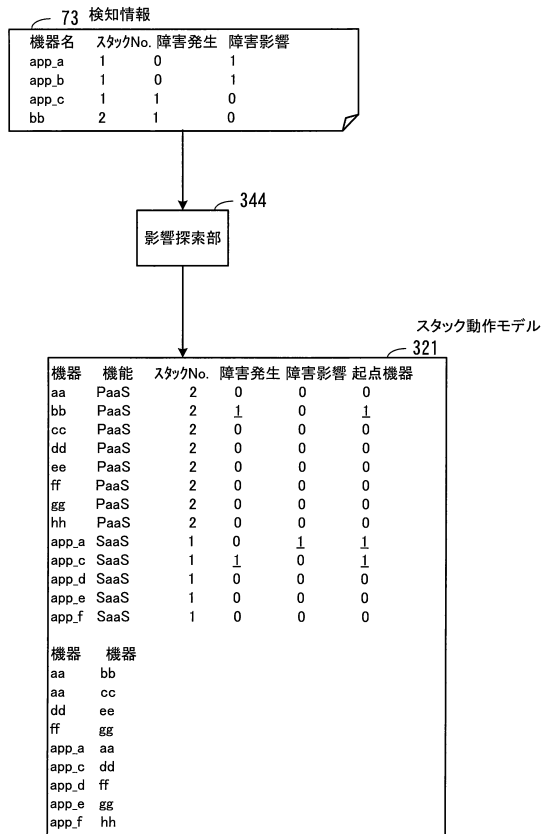 73 検知情報
機器名 スタックNo. 障害発生 障害影響
app_a 1 0 1
app_b 1 0 1
app_c 1 1 0
bb 2 1 0
344
影響探索部
スタック動作モデル
321
機器 機能 スタックNo. 障害発生 障害影響 起点機器
aa PaaS 2 0 0 0
bb PaaS 2 1 0 1
cc PaaS 2 0 0 0
dd PaaS 2 0 0 0
ee PaaS 2 0 0 0
ff PaaS 2 0 0 0
gg PaaS 2 0 0 0
hh PaaS 2 0 0 0
app_a SaaS 1 0 1 1
app_c SaaS 1 1 0 1
app_d SaaS 1 0 0 0
app_e SaaS 1 0 0 0
app_f SaaS 1 0 0 0
機器 機器
aa bb
aa cc
dd ee
ff gg
app_a aa
app_c dd
app_d ff
app_e gg
app_f hh